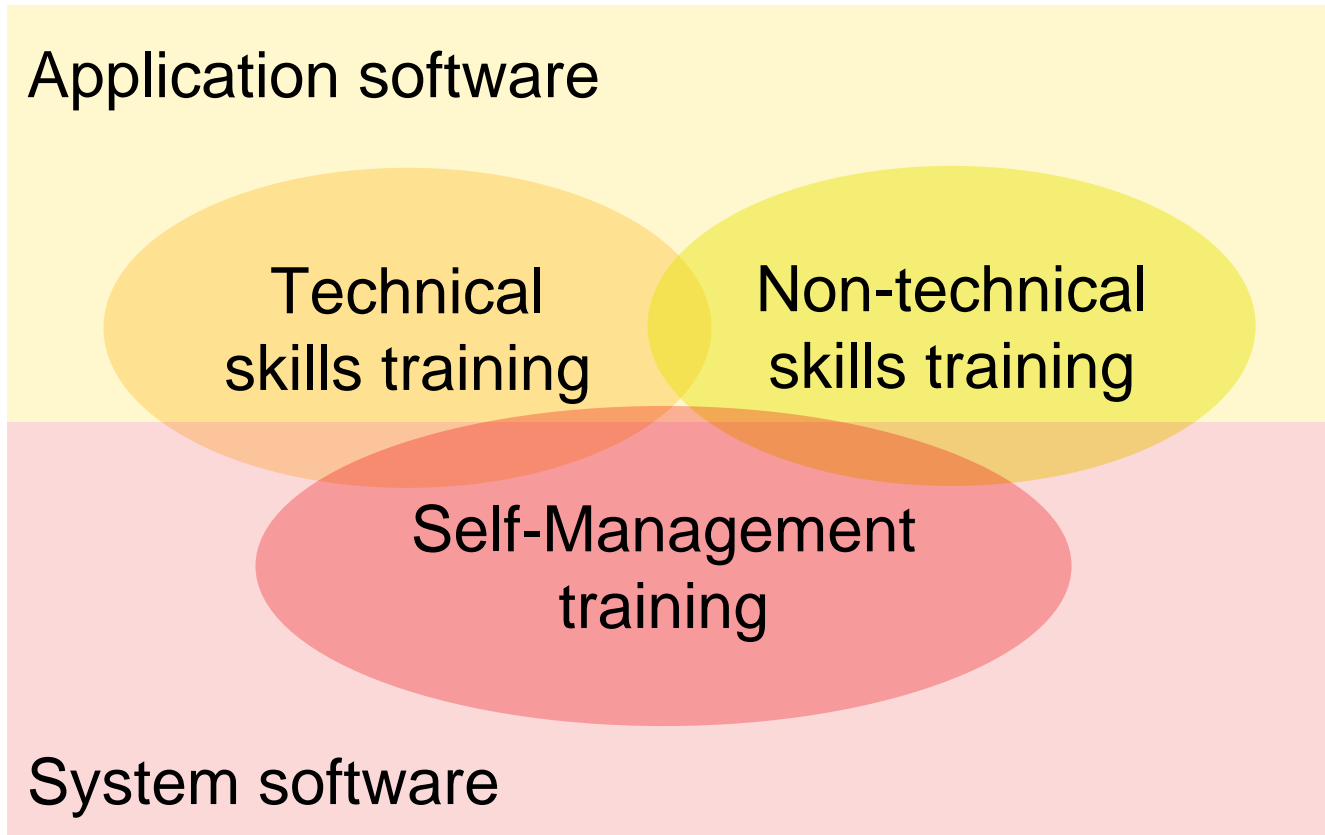 Application software
Technical
skills training
Non-technical
skills training
Self-Management
training
System software